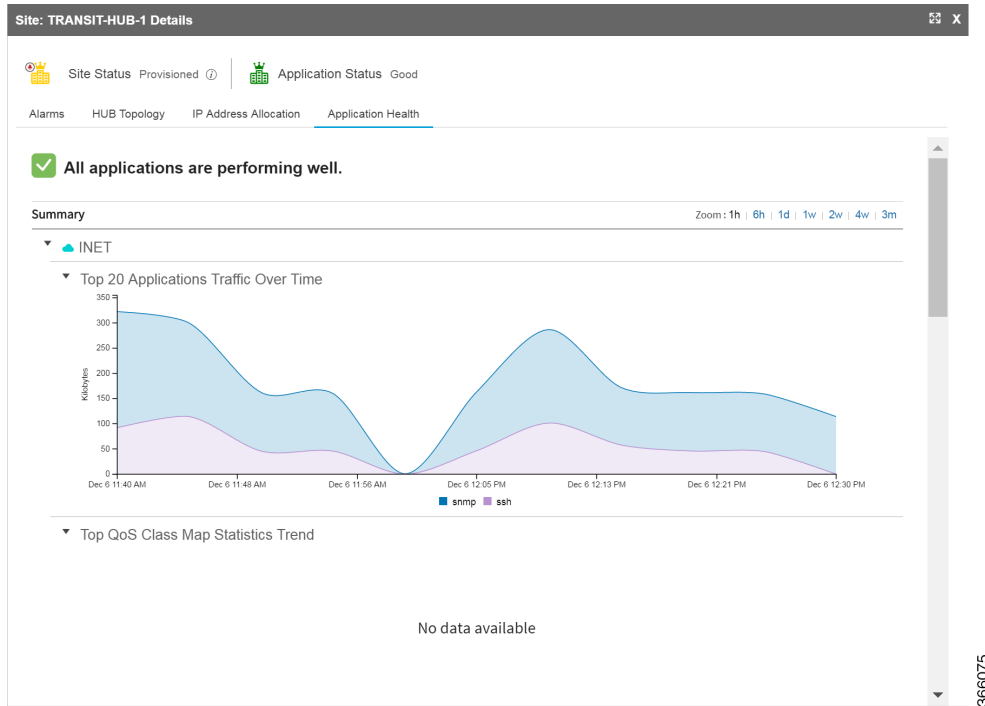 Site: TRANSIT-HUB-1 Details X
Site Status Provisioned i Application Status Good
Alarms HUB Topology IP Address Allocation Application Health
All applications are performing well.
Summary Zoom : 1h | 6h | 1d | 1w | 2w | 4w | 3m
INET
Top 20 Applications Traffic Over Time
350
300
250
200
150
100
50
0
Kilobytes
Dec 6 11:40 AM Dec 6 11:48 AM Dec 6 11:56 AM Dec 6 12:05 PM Dec 6 12:13 PM Dec 6 12:21 PM Dec 6 12:30 PM
snmp ssh
Top QoS Class Map Statistics Trend
No data available
366075